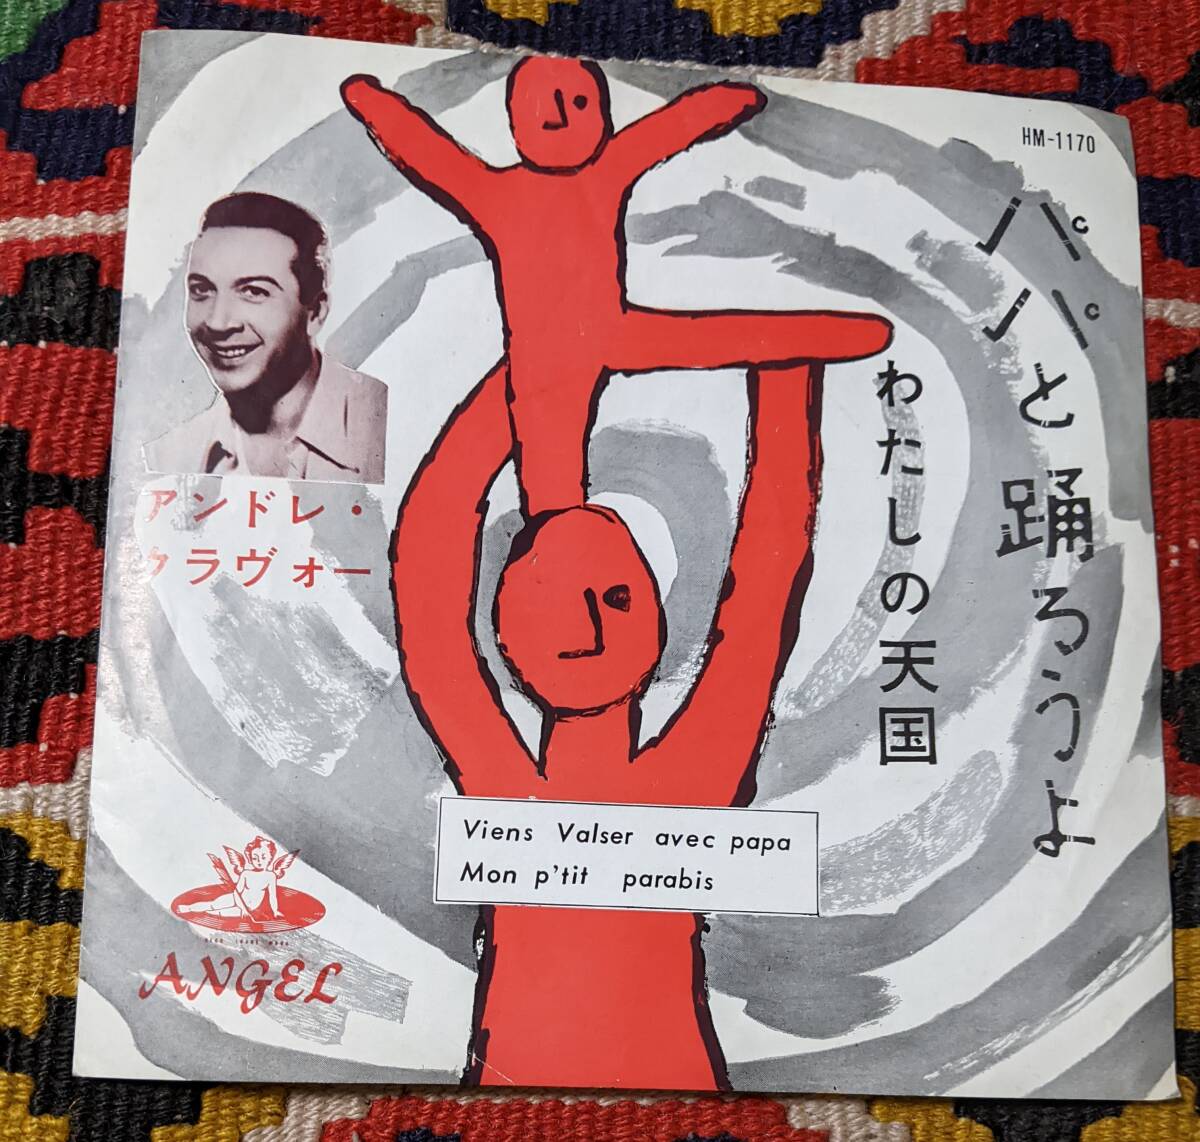 HM-1170
パパと踊ろうよ
わたしの天国
アンドレ・
クラヴォー
Viens Valser avec papa
Mon p'tit parabis
ANGEL